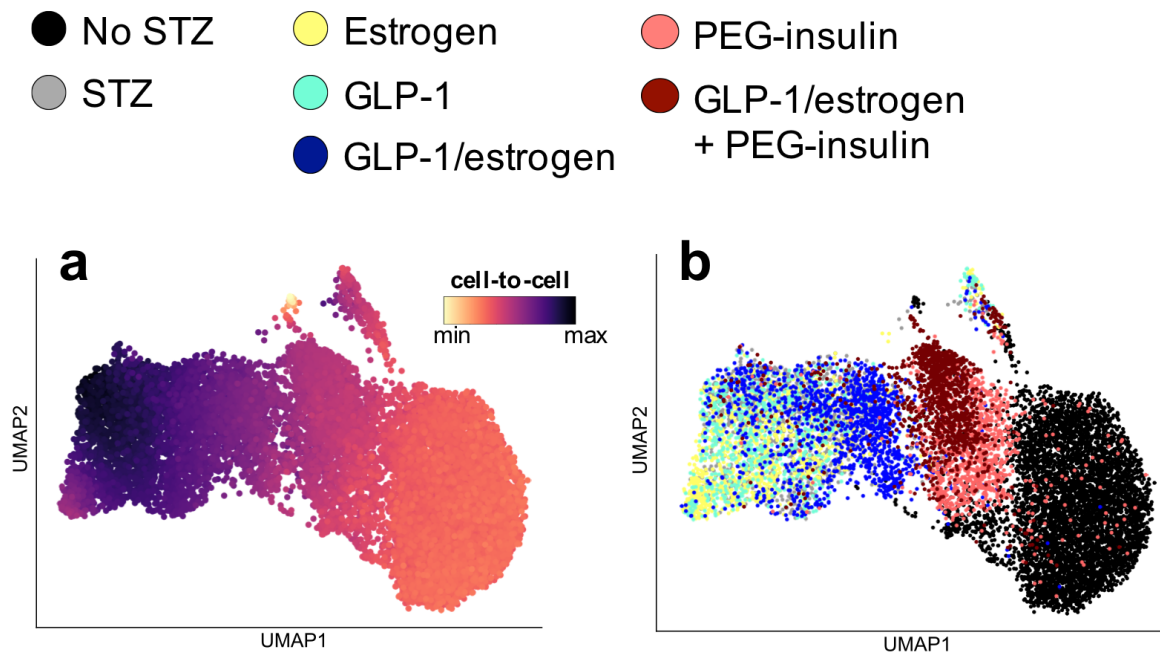 No STZ
STZ
Estrogen
GLP-1
GLP-1/estrogen
PEG-insulin
GLP-1/estrogen
+ PEG-insulin
a
cell-to-cell
min max
UMAP2
UMAP1
b
UMAP2
UMAP1